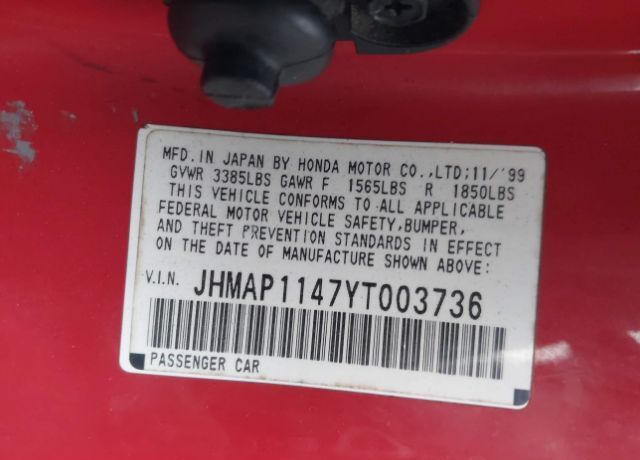 MFD.IN JAPAN BY HONDA MOTOR CO.,LTD;11/'99
GVWR 3385LBS GAWR F 1565LBS R 1850LBS
THIS VEHICLE CONFORMS TO ALL APPLICABLE
FEDERAL MOTOR VEHICLE SAFETY,BUMPER,
AND THEFT PREVENTION STANDARDS IN EFFECT
ON THE DATE OF MANUFACTURE SHOWN ABOVE:
V.I.N. JHMAP1147YT003736
PASSENGER CAR